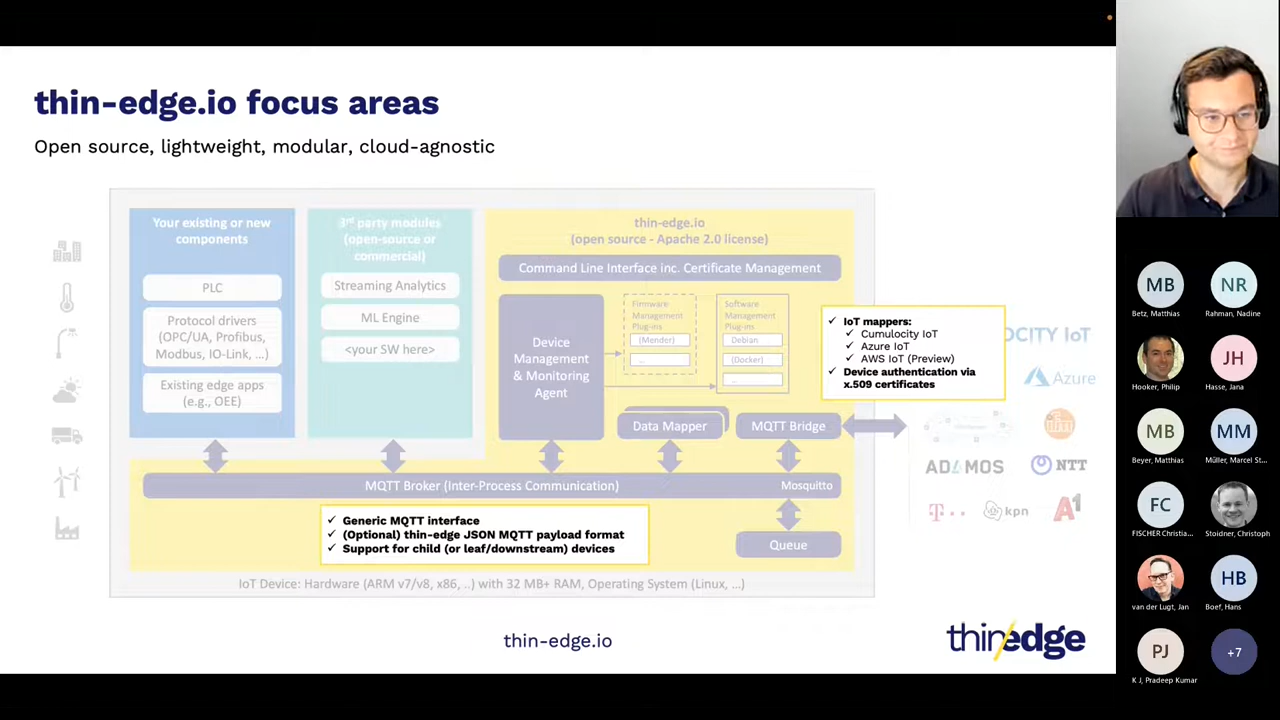 thin-edge.io focus areas
Open source, lightweight, modular, cloud-agnostic
Your existing or new
components
PLC
Protocol drivers
(OPC/UA, Profibus,
Modbus, IO-Link, ...)
Existing edge apps
(e.g., OEE)
3rd party modules
(open-source or
commercial)
Streaming Analytics
ML Engine
<your SW here>
thin-edge.io
(open source - Apache 2.0 license)
Command Line Interface inc. Certificate Management
Device
Management
& Monitoring
Agent
Firmware
Management
Plug-ins
(Mender)
...
Software
Management
Plug-ins
Debian
(Docker)
...
Data Mapper
MQTT Bridge
✓ IoT mappers:
✓ Cumulocity IoT
✓ Azure IoT
✓ AWS IoT (Preview)
✓ Device authentication via
x.509 certificates
OCITY IoT
Azure
ADAMOS
NTT
T
kpn
A1
MQTT Broker (Inter-Process Communication)
Mosquitto
✓ Generic MQTT interface
✓ (Optional) thin-edge JSON MQTT payload format
✓ Support for child (or leaf/downstream) devices
Queue
IoT Device: Hardware (ARM v7/v8, x86, ..) with 32 MB+ RAM, Operating System (Linux, ...)
thin-edge.io
thin/edge
MB
Betz, Matthias
NR
Rahman, Nadine
Hooker, Philip
JH
Hasse, Jana
MB
Beyer, Matthias
MM
Müller, Marcel St...
FC
FISCHER Christia...
Stoidner, Christoph
van der Lugt, Jan
HB
Boef, Hans
PJ
K J, Pradeep Kumar
+7